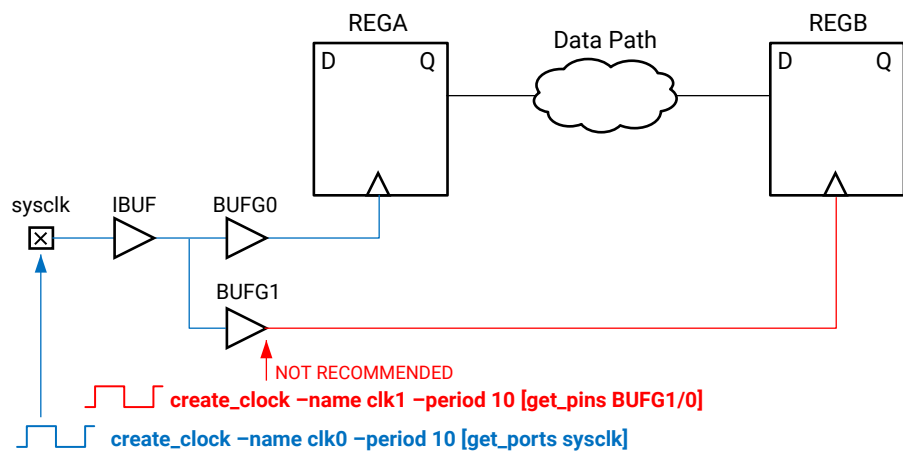 REGA
REGB
Data Path
D
Q
D
Q
sysclk
IBUF
BUFG0
BUFG1
NOT RECOMMENDED
create_clock –name clk1 –period 10 [get_pins BUFG1/0]
create_clock –name clk0 –period 10 [get_ports sysclk]